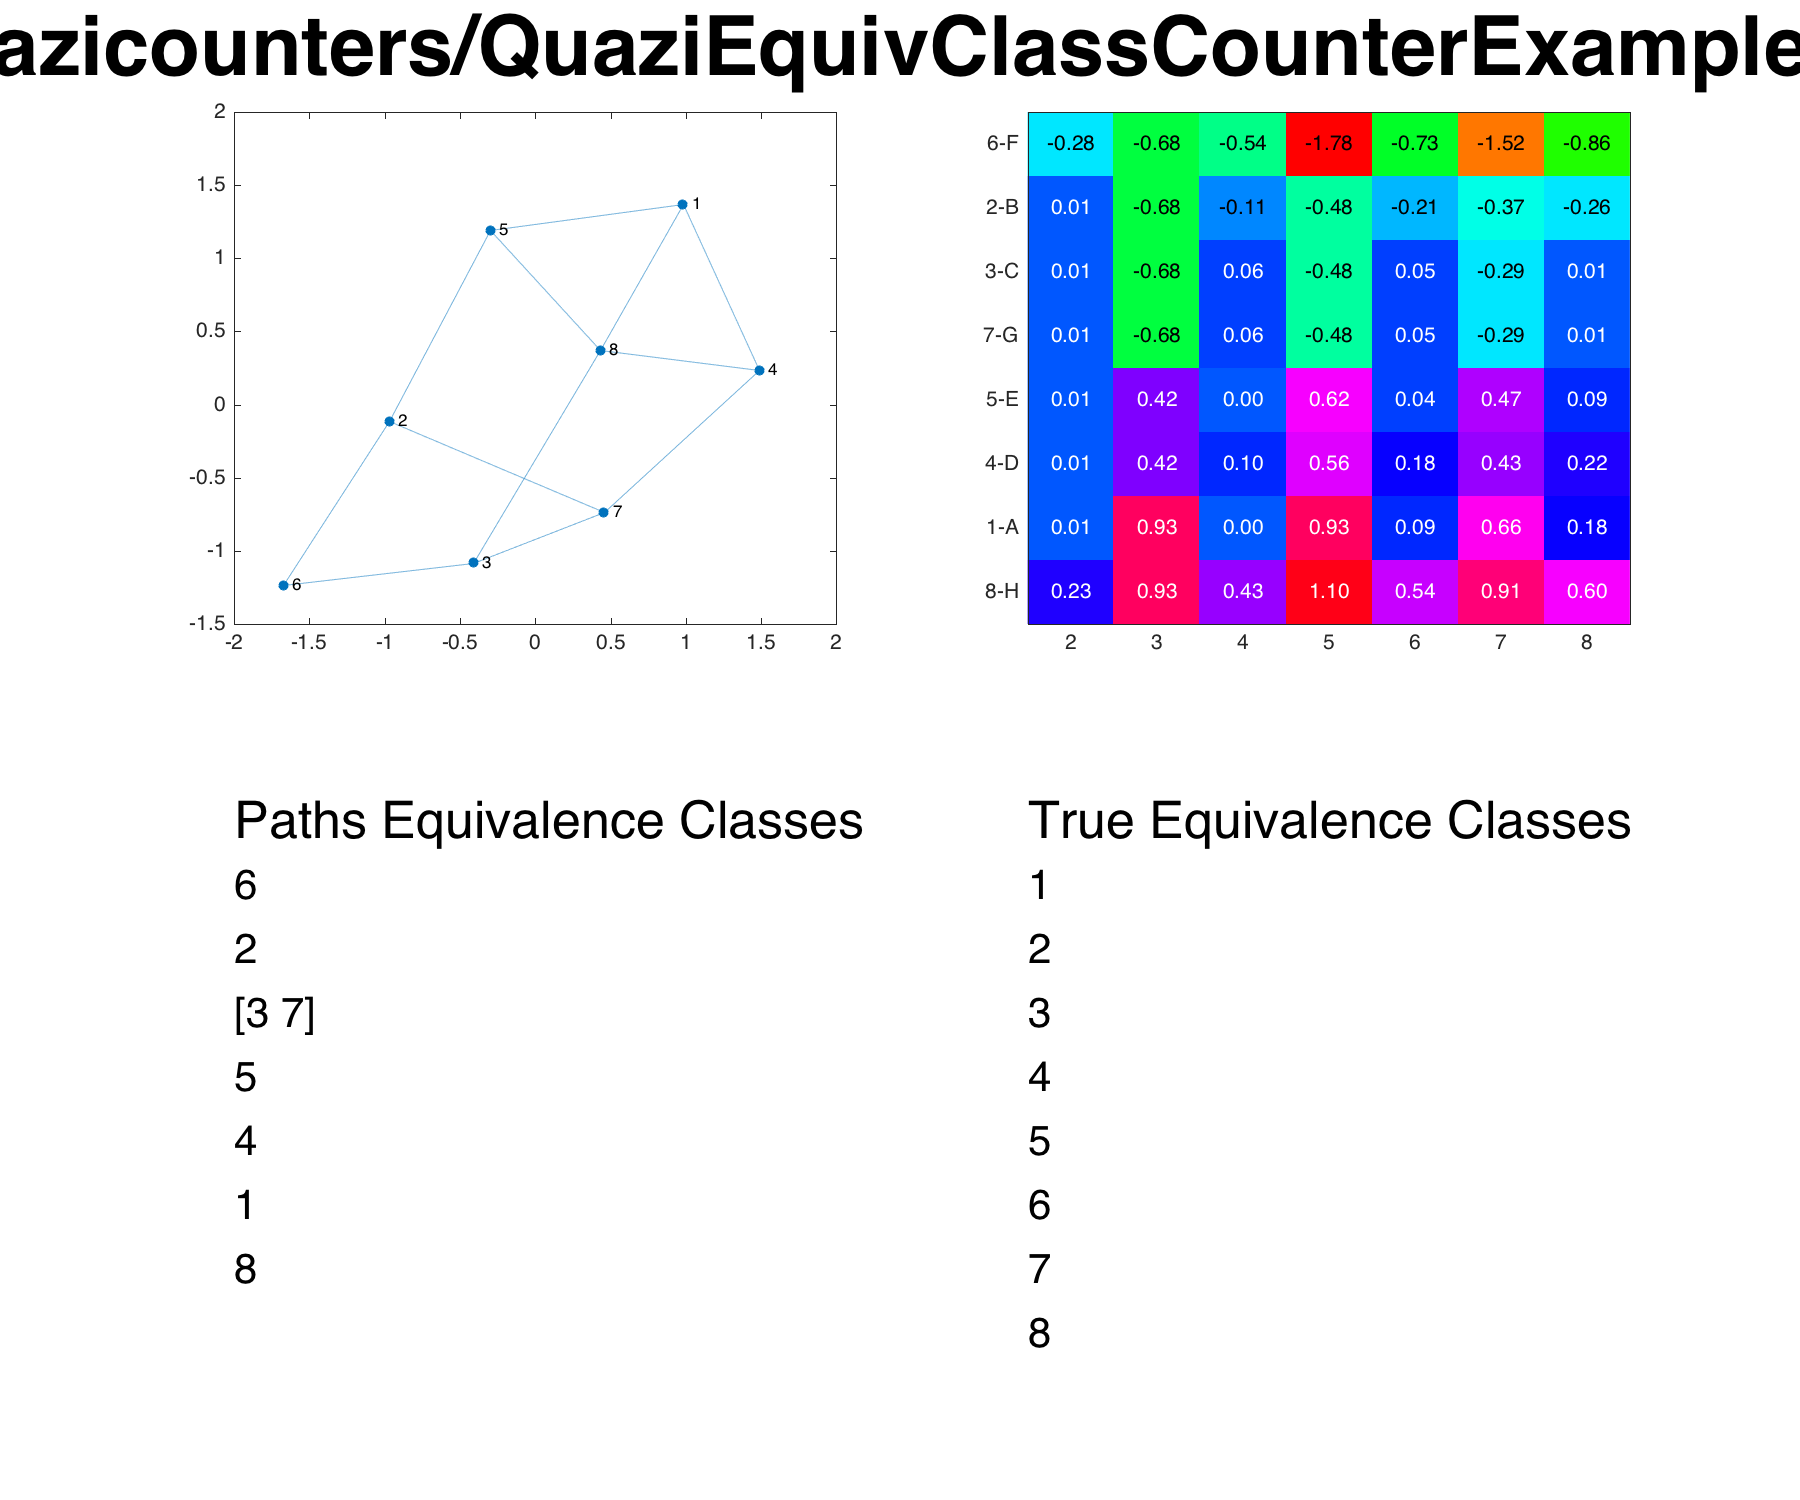 azicounters/QuaziEquivClassCounterExample
2
1.5
1
0.5
0
-0.5
-1
-1.5
-2 -1.5 -1 -0.5 0 0.5 1 1.5 2
1
5
8
4
2
7
3
6
6-F -0.28 -0.68 -0.54 -1.78 -0.73 -1.52 -0.86
2-B 0.01 -0.68 -0.11 -0.48 -0.21 -0.37 -0.26
3-C 0.01 -0.68 0.06 -0.48 0.05 -0.29 0.01
7-G 0.01 -0.68 0.06 -0.48 0.05 -0.29 0.01
5-E 0.01 0.42 0.00 0.62 0.04 0.47 0.09
4-D 0.01 0.42 0.10 0.56 0.18 0.43 0.22
1-A 0.01 0.93 0.00 0.93 0.09 0.66 0.18
8-H 0.23 0.93 0.43 1.10 0.54 0.91 0.60
2 3 4 5 6 7 8
Paths Equivalence Classes
6
2
[3 7]
5
4
1
8
True Equivalence Classes
1
2
3
4
5
6
7
8